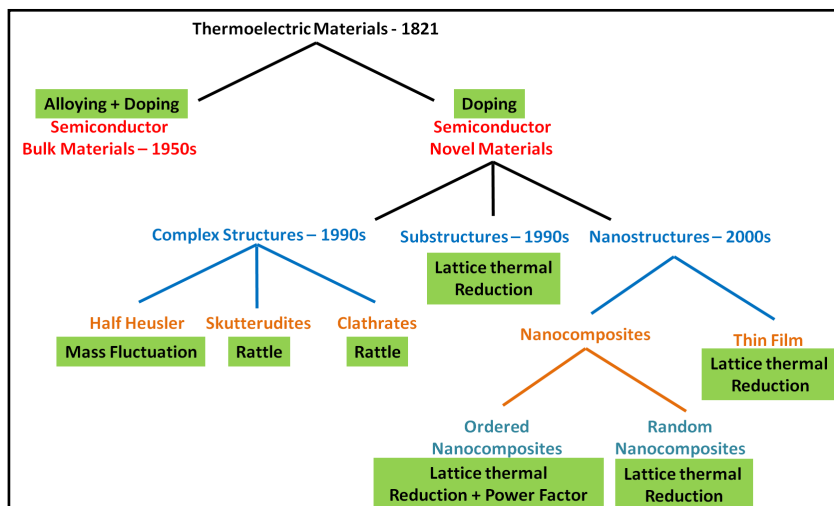 Thermoelectric Materials - 1821
Alloying + Doping
Semiconductor
Bulk Materials – 1950s
Doping
Semiconductor
Novel Materials
Complex Structures – 1990s
Substructures – 1990s
Lattice thermal
Reduction
Nanostructures – 2000s
Half Heusler
Mass Fluctuation
Skutterudites
Rattle
Clathrates
Rattle
Nanocomposites
Thin Film
Lattice thermal
Reduction
Ordered
Nanocomposites
Lattice thermal
Reduction + Power Factor
Random
Nanocomposites
Lattice thermal
Reduction